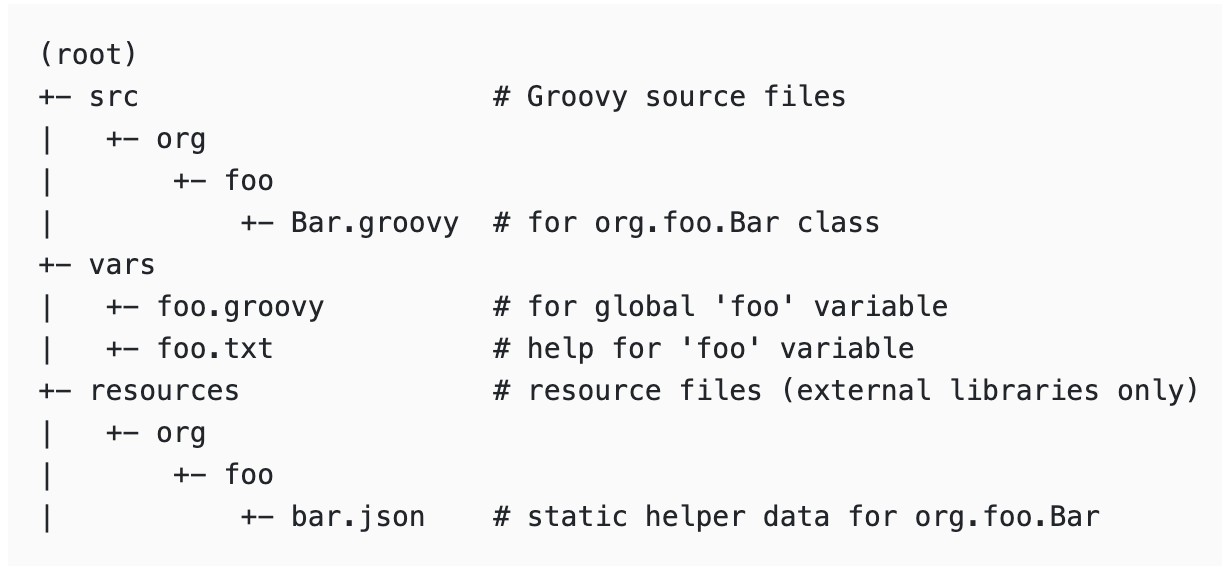 (root)
+- src                     # Groovy source files
|   +- org
|       +- foo
|           +- Bar.groovy  # for org.foo.Bar class
+- vars
|   +- foo.groovy          # for global 'foo' variable
|   +- foo.txt             # help for 'foo' variable
+- resources               # resource files (external libraries only)
|   +- org
|       +- foo
|           +- bar.json    # static helper data for org.foo.Bar